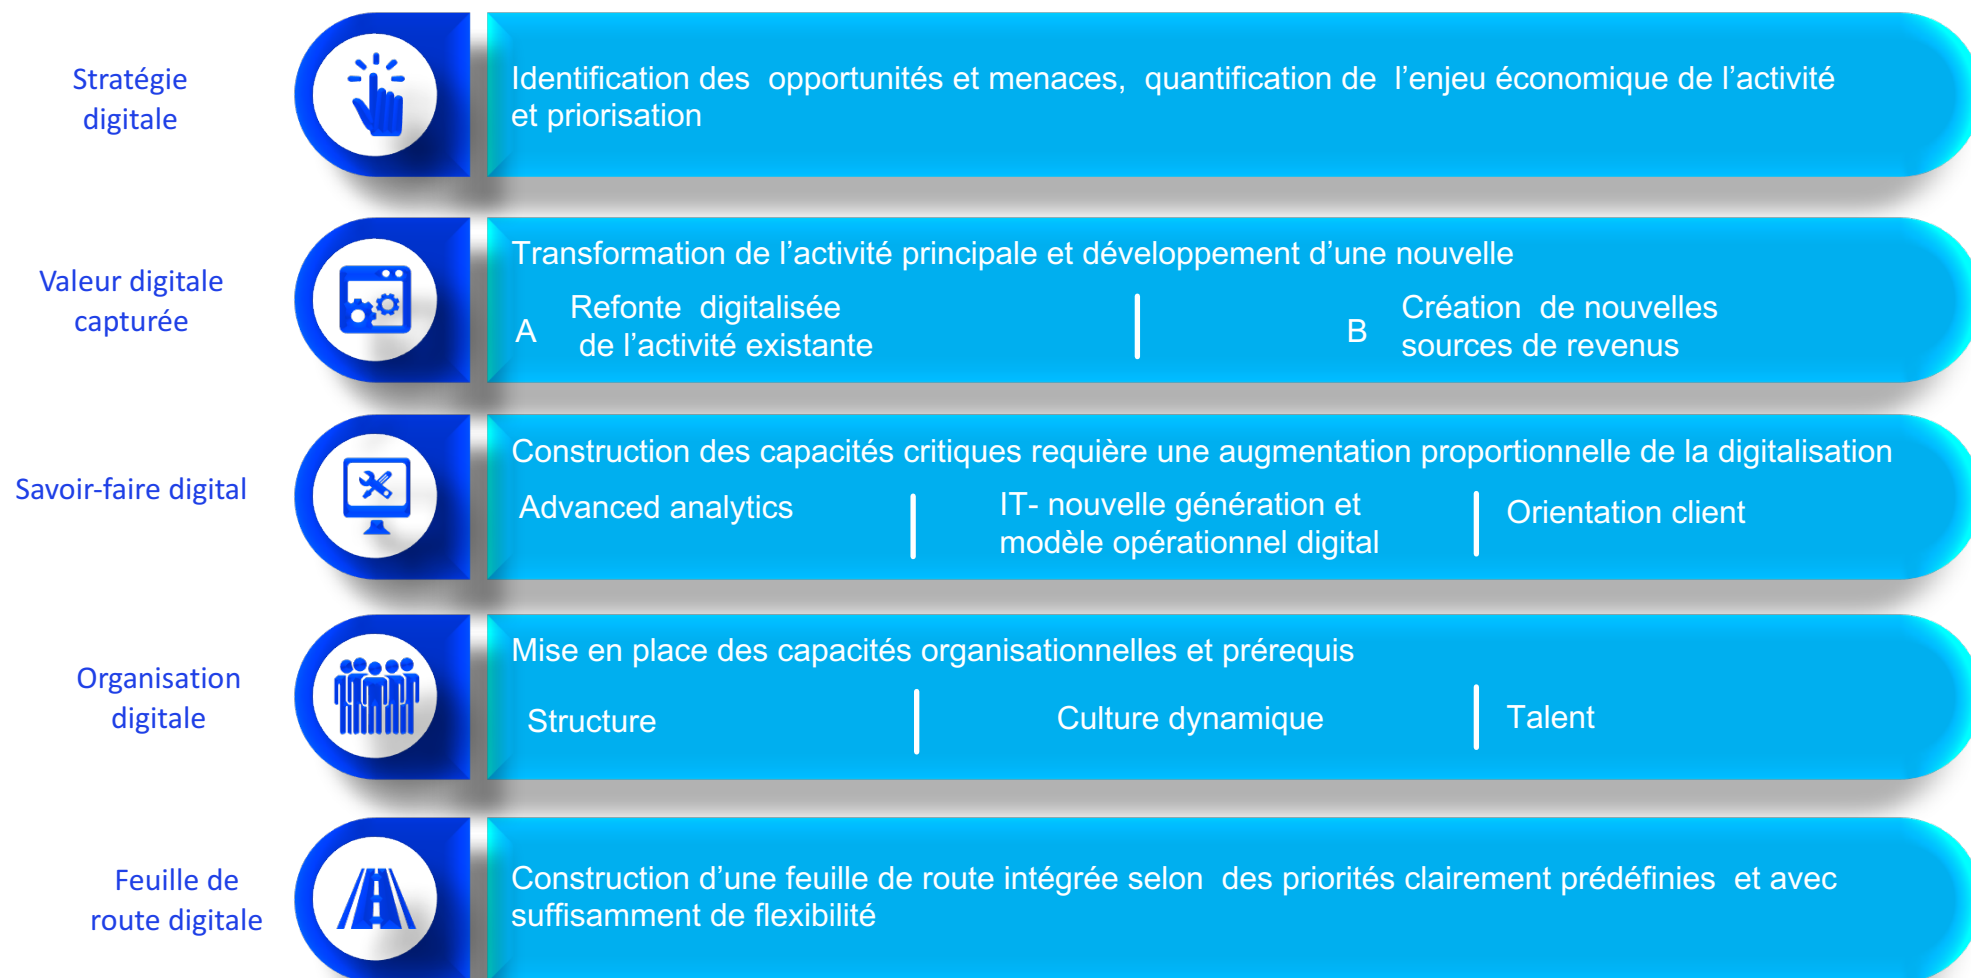 Stratégie
digitale
Identification des opportunités et menaces, quantification de l’enjeu économique de l’activité
et priorisation
Valeur digitale
capturée
Transformation de l’activité principale et développement d’une nouvelle
A
Refonte digitalisée
de l’activité existante
B
Création de nouvelles
sources de revenus
Savoir-faire digital
Construction des capacités critiques requière une augmentation proportionnelle de la digitalisation
Advanced analytics
IT- nouvelle génération et
modèle opérationnel digital
Orientation client
Organisation
digitale
Mise en place des capacités organisationnelles et prérequis
Structure
Culture dynamique
Talent
Feuille de
route digitale
Construction d’une feuille de route intégrée selon des priorités clairement prédéfinies et avec
suffisamment de flexibilité